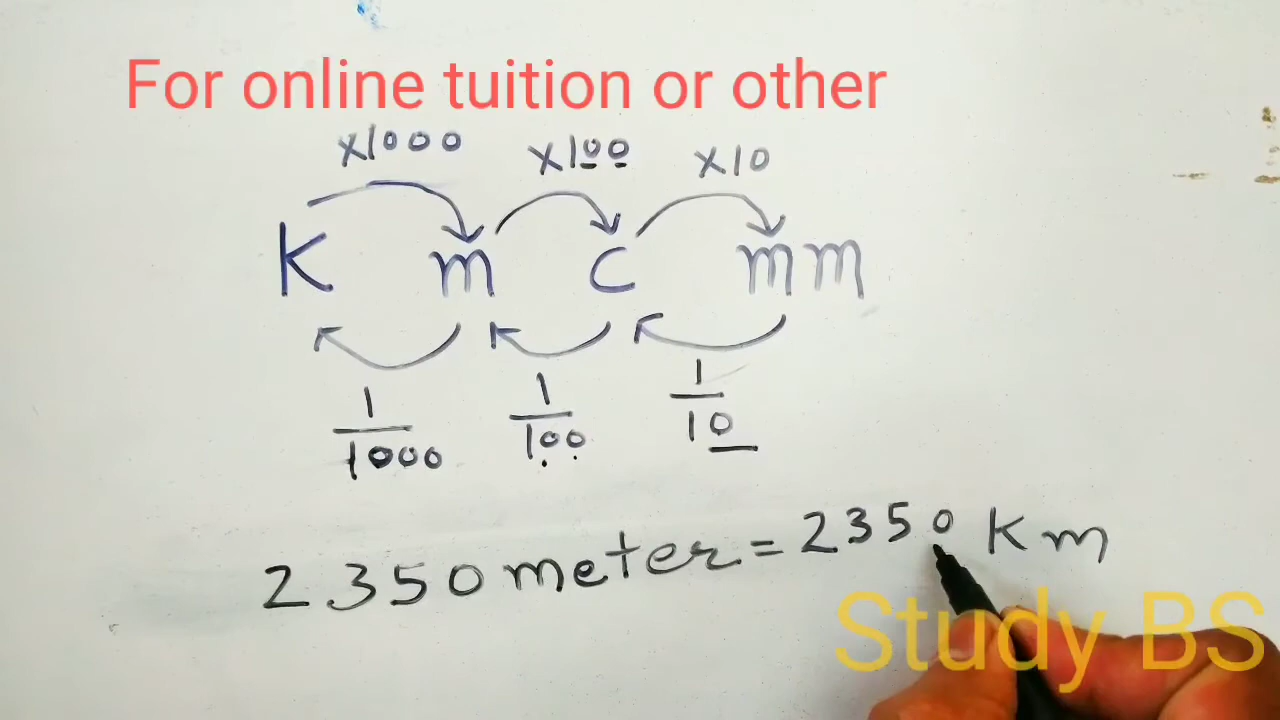 For online tuition or other
x1000 x100 x10
K m c mm
1/1000 1/100 1/10
2350 meter = 2350 Km
Study BS